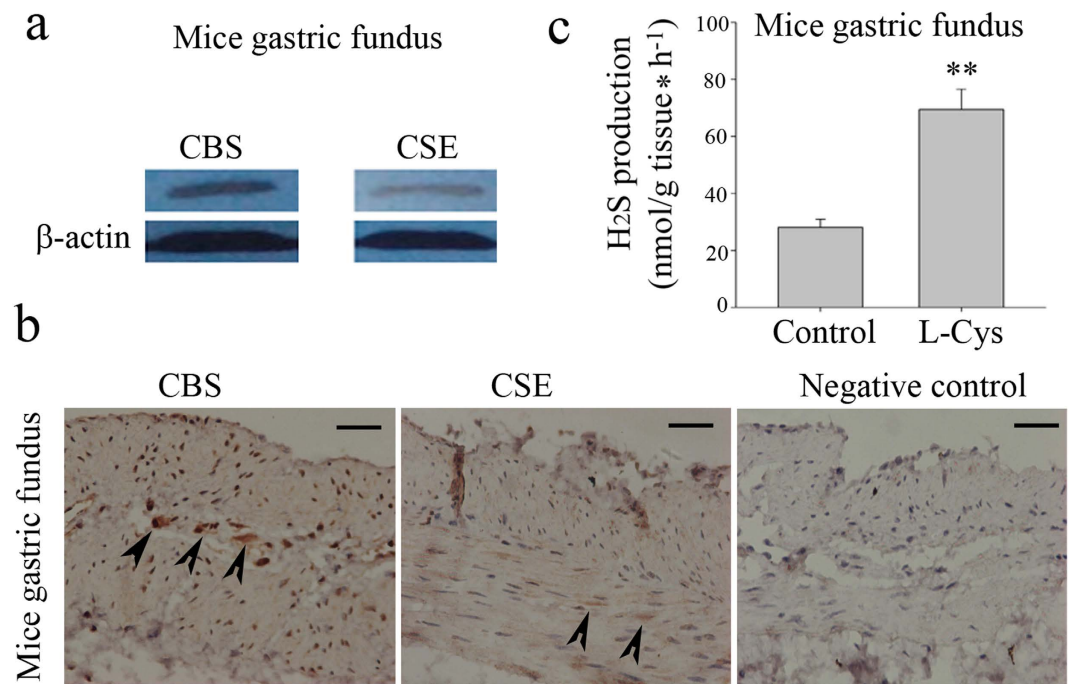 a
Mice gastric fundus
CBS CSE
β-actin
c
Mice gastric fundus
H2S production
(nmol/g tissue∗h-1)
100
80
60
40
20
0
**
Control L-Cys
b
CBS CSE Negative control
Mice gastric fundus